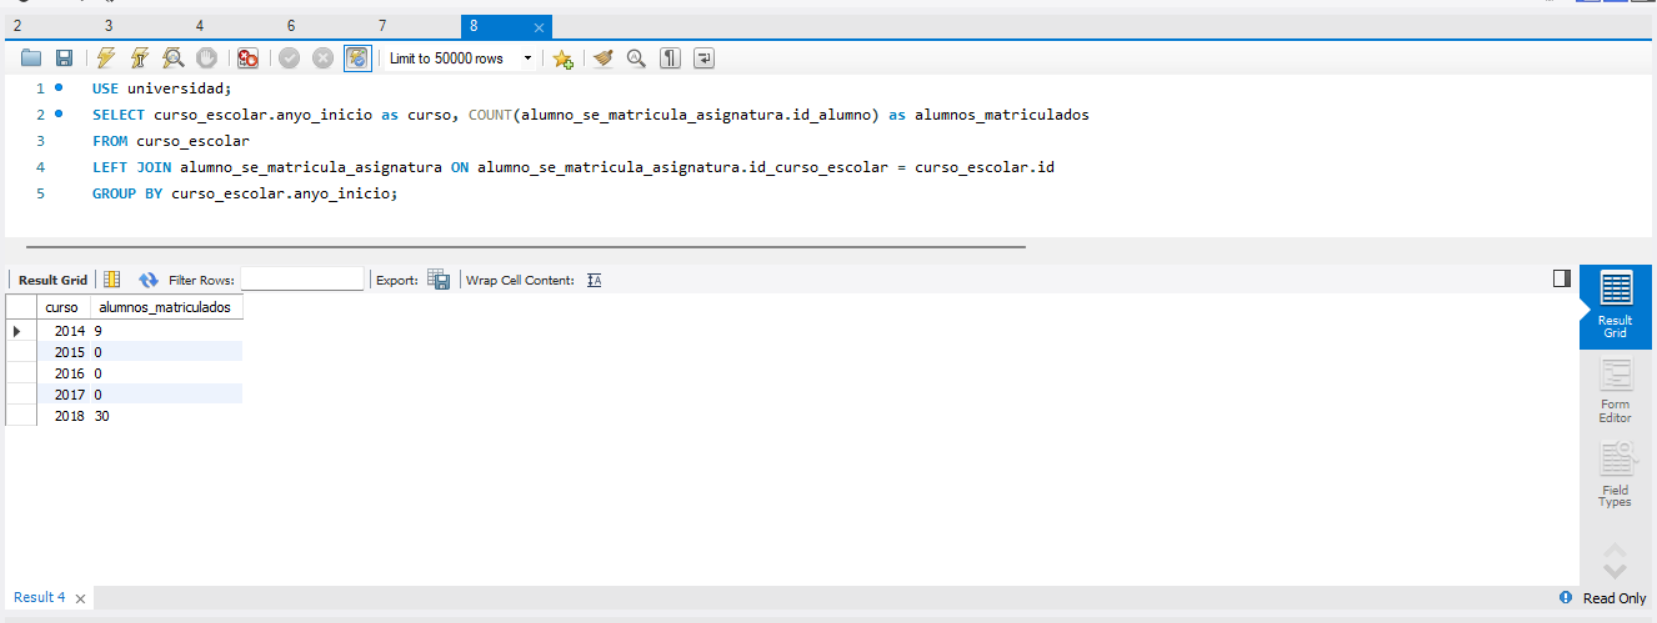 2 3 4 6 7 8
Limit to 50000 rows
1 USE universidad;
2 SELECT curso_escolar.anyo_inicio as curso, COUNT(alumno_se_matricula_asignatura.id_alumno) as alumnos_matriculados
3 FROM curso_escolar
4 LEFT JOIN alumno_se_matricula_asignatura ON alumno_se_matricula_asignatura.id_curso_escolar = curso_escolar.id
5 GROUP BY curso_escolar.anyo_inicio;
Result Grid Filter Rows: Export: Wrap Cell Content:
curso alumnos_matriculados
2014 9
2015 0
2016 0
2017 0
2018 30
Result
Grid
Form
Editor
Field
Types
Result 4
Read Only